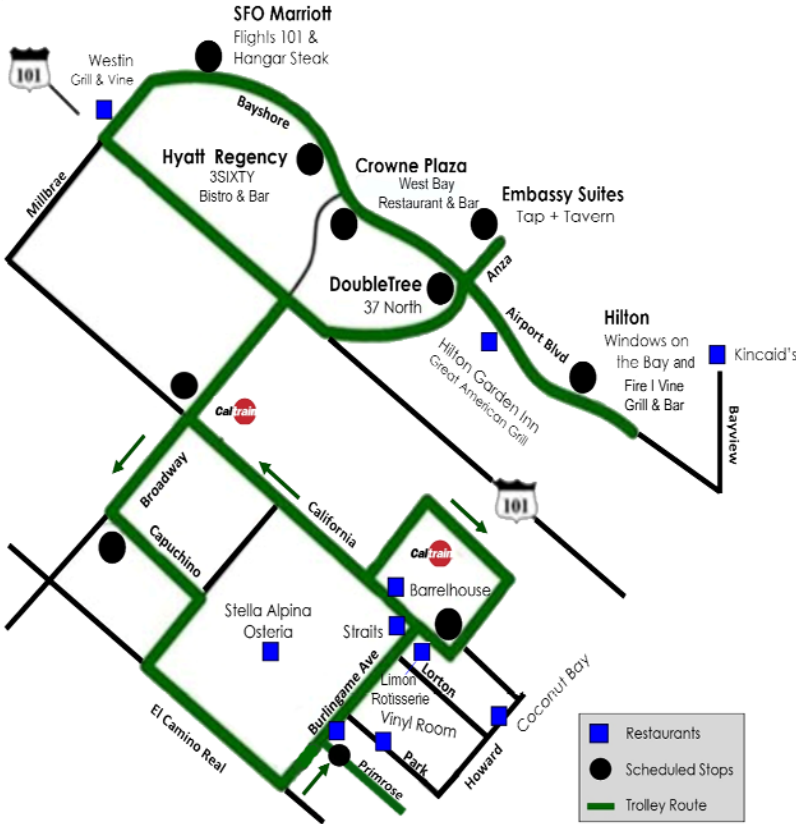 SFO Marriott
Flighls 101 &
Hangar Steak
Westin
Grill & Vine
101
Bayshore
Hyatt Regency
3SIXTY
Bistro & Bar
Crowne Plaza
West Bay
Restaurant & Bar
Embassy Suites
Tap + Tavern
Millbrae
Anza
DoubleTree
37 North
Airport Blvd
Hilton
Windows on
the Bay and
Fire I Vine
Grill & Bar
Kincaid's
Hilton Garden Inn
Great American Grill
Bayview
Caltrain
Broadway
California
101
Capuchino
Caltrain
Barrelhouse
Stella Alpina
Osteria
Straits
Burlingame Ave
Lorton
Limón
Rotisserie
Vinyl Room
Coconut Bay
El Camino Real
Park
Howard
Primrose
Restaurants
Scheduled Stops
Trolley Route